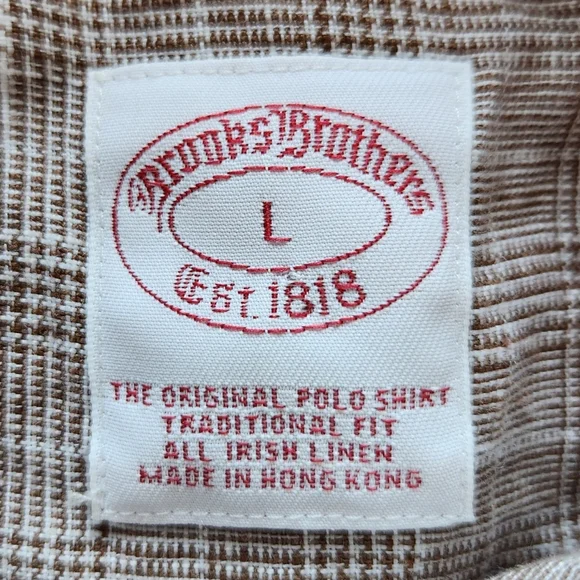 Brooks Brothers
L
Est. 1818
THE ORIGINAL POLO SHIRT
TRADITIONAL FIT
ALL IRISH LINEN
MADE IN HONG KONG